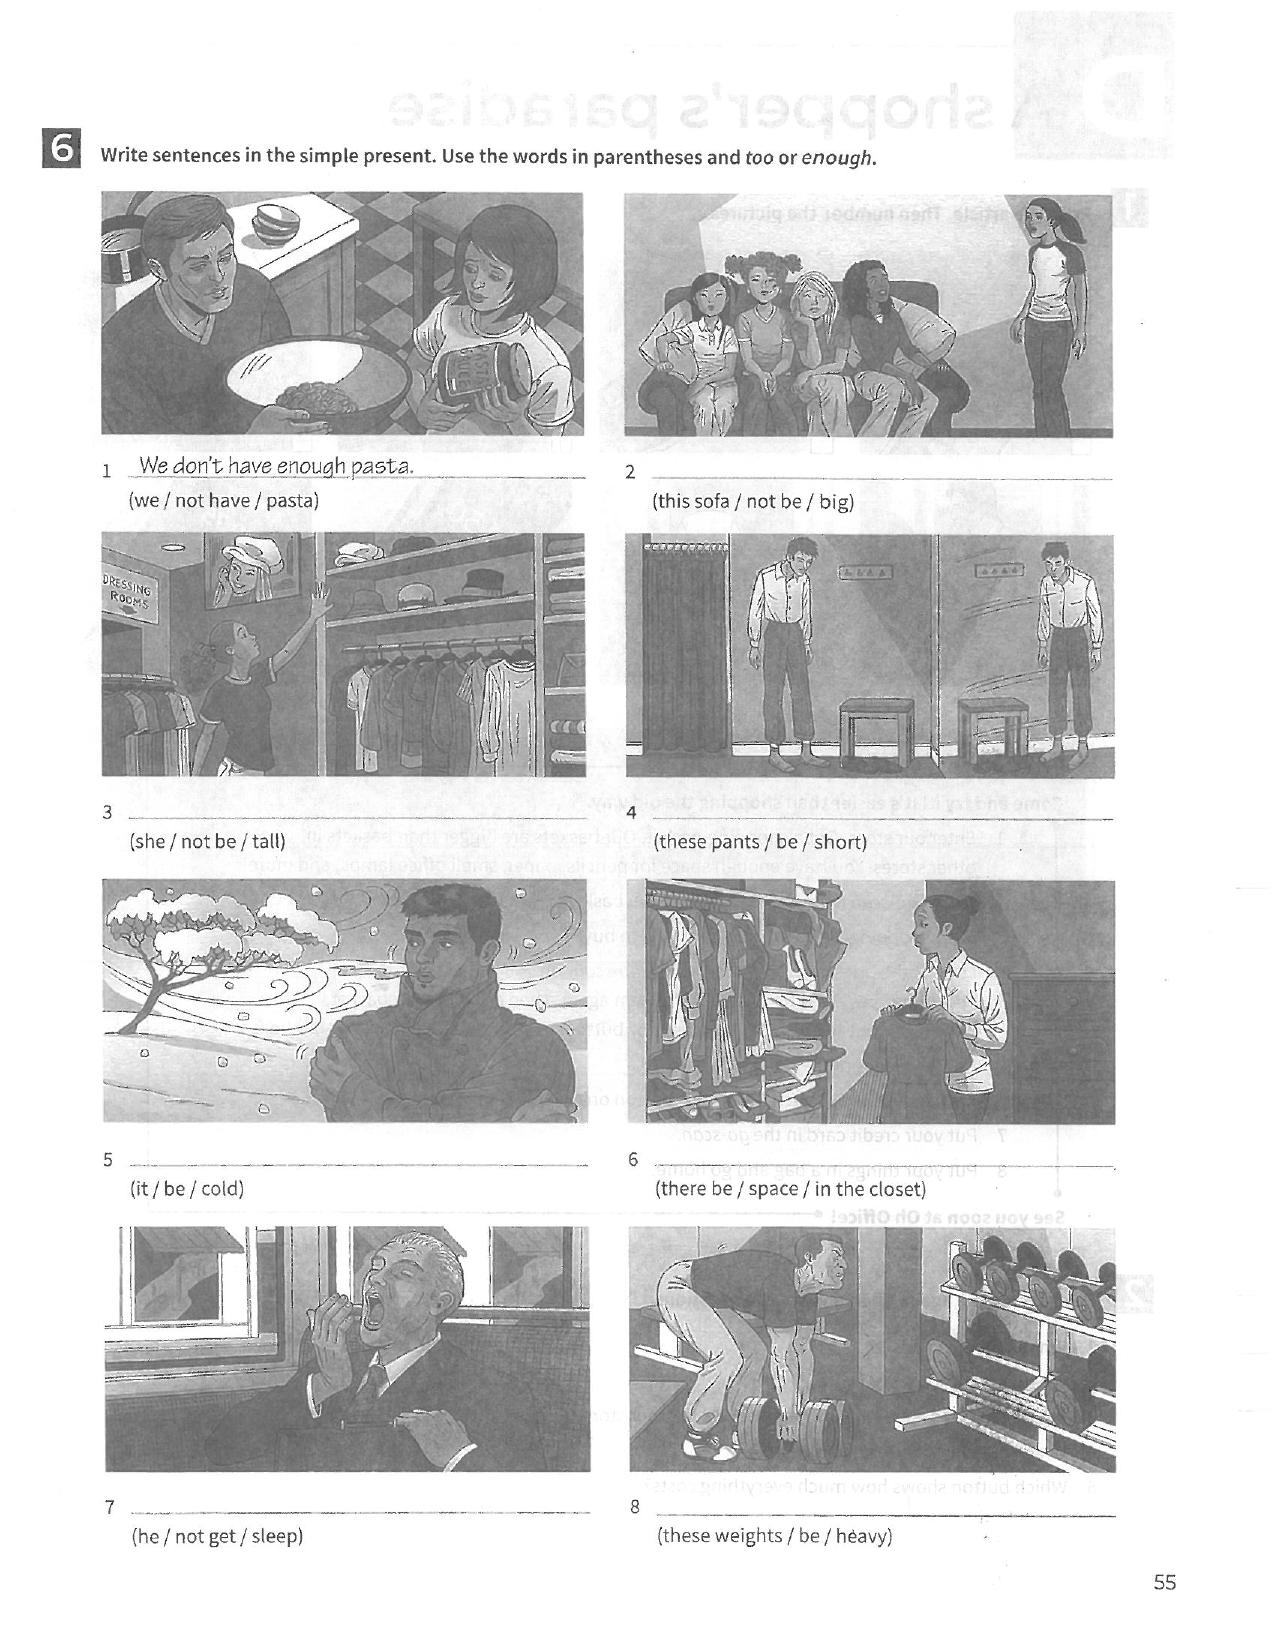 6 Write sentences in the simple present. Use the words in parentheses and too or enough.
1 We don't have enough pasta.
(we / not have / pasta)
2
(this sofa / not be / big)
DRESSING
ROOMS
3
(she / not be / tall)
4
(these pants / be / short)
5
(it / be / cold)
6
(there be / space / in the closet)
7
(he / not get / sleep)
8
(these weights / be / heavy)
55